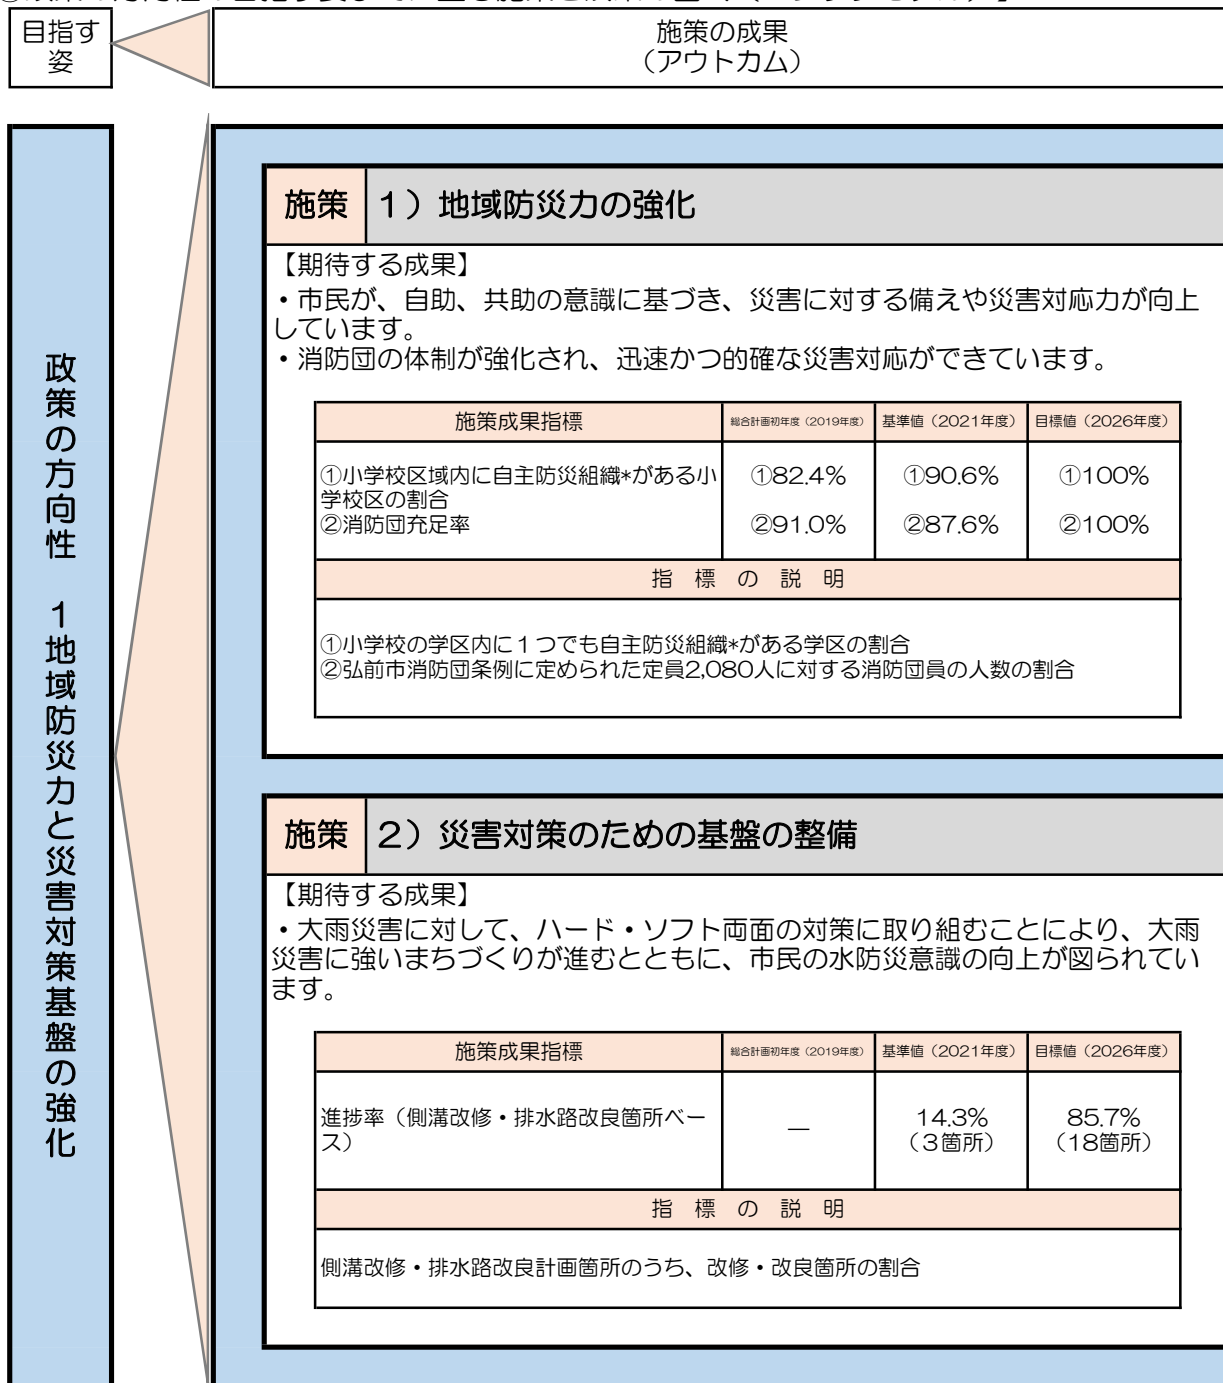 目指す
姿
施策の成果
（アウトカム）
政策の方向性　１地域防災力と災害対策基盤の強化
施策 １）地域防災力の強化
【期待する成果】
・市民が、自助、共助の意識に基づき、災害に対する備えや災害対応力が向上
しています。
・消防団の体制が強化され、迅速かつ的確な災害対応ができています。
施策成果指標 総合計画初年度（2019年度） 基準値（2021年度） 目標値（2026年度）
①小学校区域内に自主防災組織*がある小
学校区の割合
①82.4% ①90.6% ①100%
②消防団充足率 ②91.0% ②87.6% ②100%
指　標　の　説　明
①小学校の学区内に１つでも自主防災組織*がある学区の割合
②弘前市消防団条例に定められた定員2,080人に対する消防団員の人数の割合
施策 ２）災害対策のための基盤の整備
【期待する成果】
・大雨災害に対して、ハード・ソフト両面の対策に取り組むことにより、大雨
災害に強いまちづくりが進むとともに、市民の水防災意識の向上が図られてい
ます。
施策成果指標 総合計画初年度（2019年度） 基準値（2021年度） 目標値（2026年度）
進捗率（側溝改修・排水路改良箇所ベー
ス）
―
14.3%
（３箇所）
85.7%
（18箇所）
指　標　の　説　明
側溝改修・排水路改良計画箇所のうち、改修・改良箇所の割合